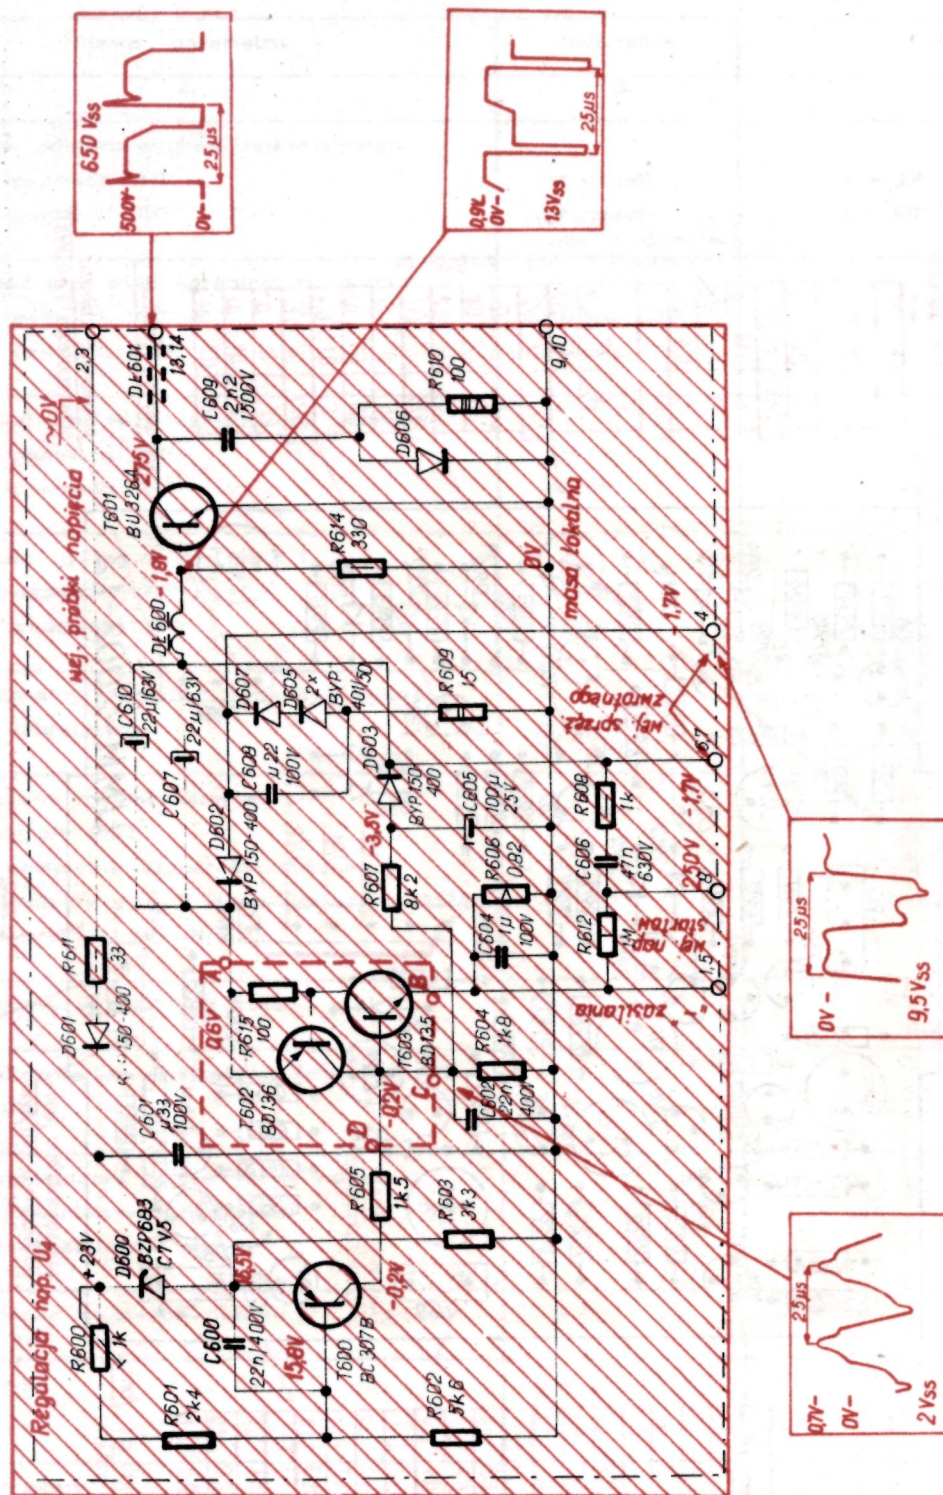 650 Vss
500V-
0V-
25µs
0,9V
0V-
13Vss
25µs
2,3
~0V
DŁ601
13,14
wej. próbki napięcia
T601
BU326A
275V
-1,8V
C609
2n2
1500V
R610
100
D606
9,10
R614
330
0V
masa lokalna
DŁ600
C610
22µ/63V
C607
22µ/63V
D607
D605
2×
BYP
401/50
C608
µ22
100V
D602
BYP150-400
R609
5
D603
BYP150/
400
-3,5V
C605
100µ
25V
R607
8k2
R606
0,82
C604
1µ
100V
R608
1k
C606
47n
630V
R612
1M
-1,7V
4
wej. sprzęż.
zwrotnego
6,7
-1,7V
250V
8
wej. nap.
startow.
1,5
"-" zasilania
R611
33
D601
150-400
C601
µ33
100V
0,6V
A
R615
100
T602
BD136
T603
BD135
B
C
D
-0,2V
R604
1k8
C602
22n
400V
R605
1k5
R603
3k3
Regulacja nap. U4
+23V
R600
1k
D600
BZP683
C7V5
16,5V
C600
22n/400V
15,8V
T600
BC307B
-0,2V
R601
2k4
R602
5k6
0V-
25µs
9,5Vss
0,7V-
0V-
25µs
2Vss